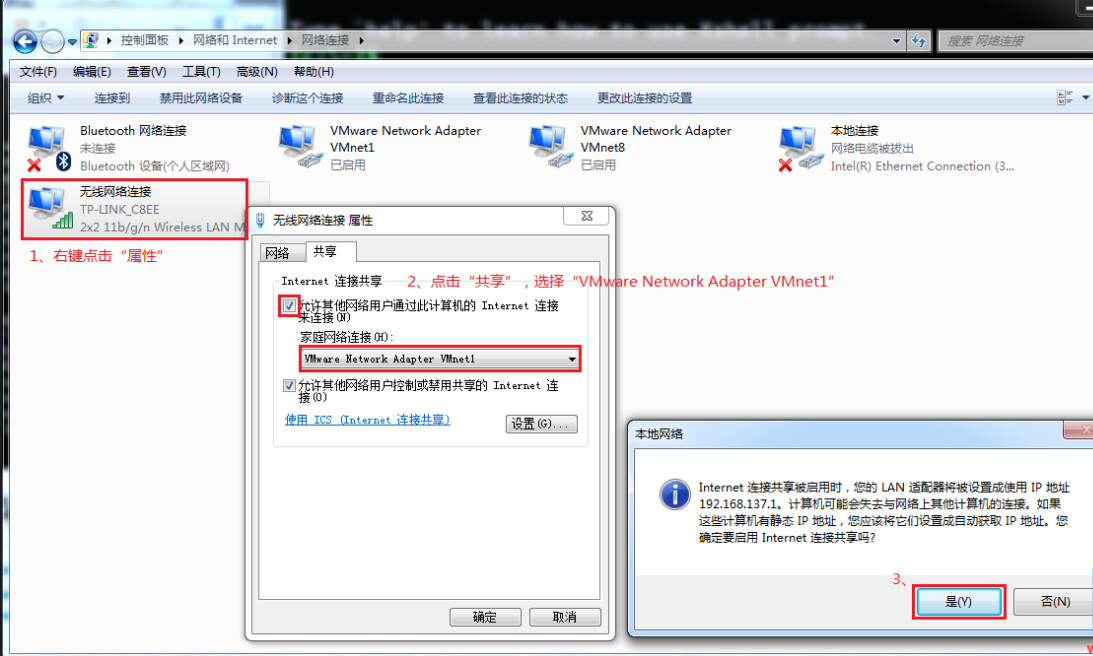 Type `help' to learn how to use Xshell prompt
控制面板 ▸ 网络和 Internet ▸ 网络连接 ▸
搜索 网络连接
文件(F) 编辑(E) 查看(V) 工具(T) 高级(N) 帮助(H)
组织 连接到 禁用此网络设备 诊断这个连接 重命名此连接 查看此连接的状态 更改此连接的设置
Bluetooth 网络连接
未连接
Bluetooth 设备(个人区域网)
VMware Network Adapter
VMnet1
已启用
VMware Network Adapter
VMnet8
已启用
本地连接
网络电缆被拔出
Intel(R) Ethernet Connection (3...
无线网络连接
TP-LINK_C8EE
2x2 11b/g/n Wireless LAN M
1、右键点击“属性”
无线网络连接 属性
网络 共享
2、点击“共享”，选择“VMware Network Adapter VMnet1”
Internet 连接共享
允许其他网络用户通过此计算机的 Internet 连接
来连接(N)
家庭网络连接(H):
VMware Network Adapter VMnet1
允许其他网络用户控制或禁用共享的 Internet 连
接(O)
使用 ICS (Internet 连接共享)
设置(G)...
确定 取消
本地网络
Internet 连接共享被启用时，您的 LAN 适配器将被设置成使用 IP 地址
192.168.137.1。计算机可能会失去与网络上其他计算机的连接。如果
这些计算机有静态 IP 地址，您应该将它们设置成自动获取 IP 地址。您
确定要启用 Internet 连接共享吗?
3、
是(Y) 否(N)